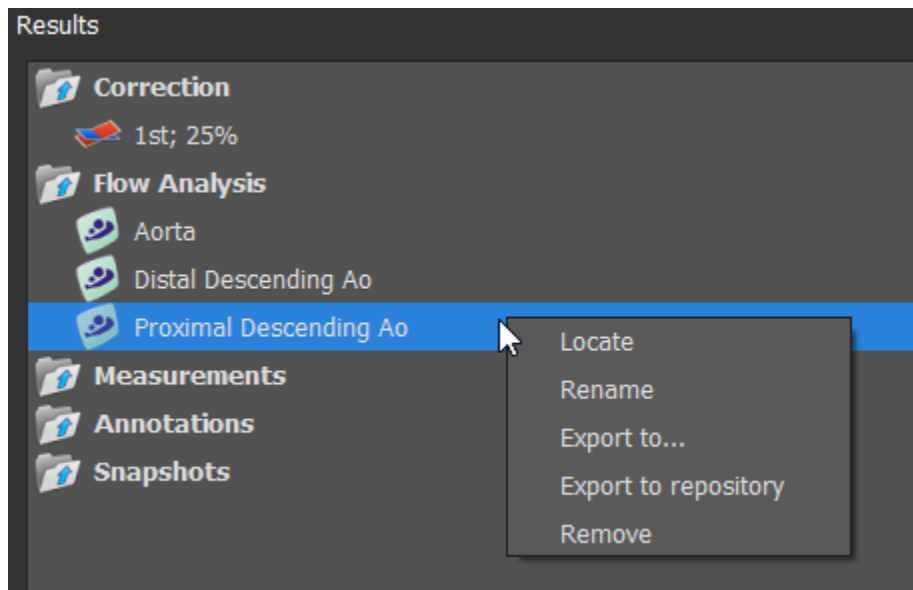 Results
Correction
1st; 25%
Flow Analysis
Aorta
Distal Descending Ao
Proximal Descending Ao
Locate
Measurements
Rename
Annotations
Export to...
Snapshots
Export to repository
Remove